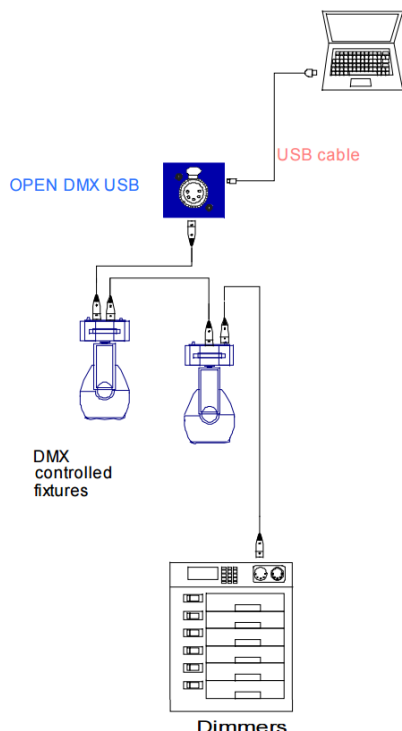 USB cable
OPEN DMX USB
DMX
controlled
fixtures
Dimmers